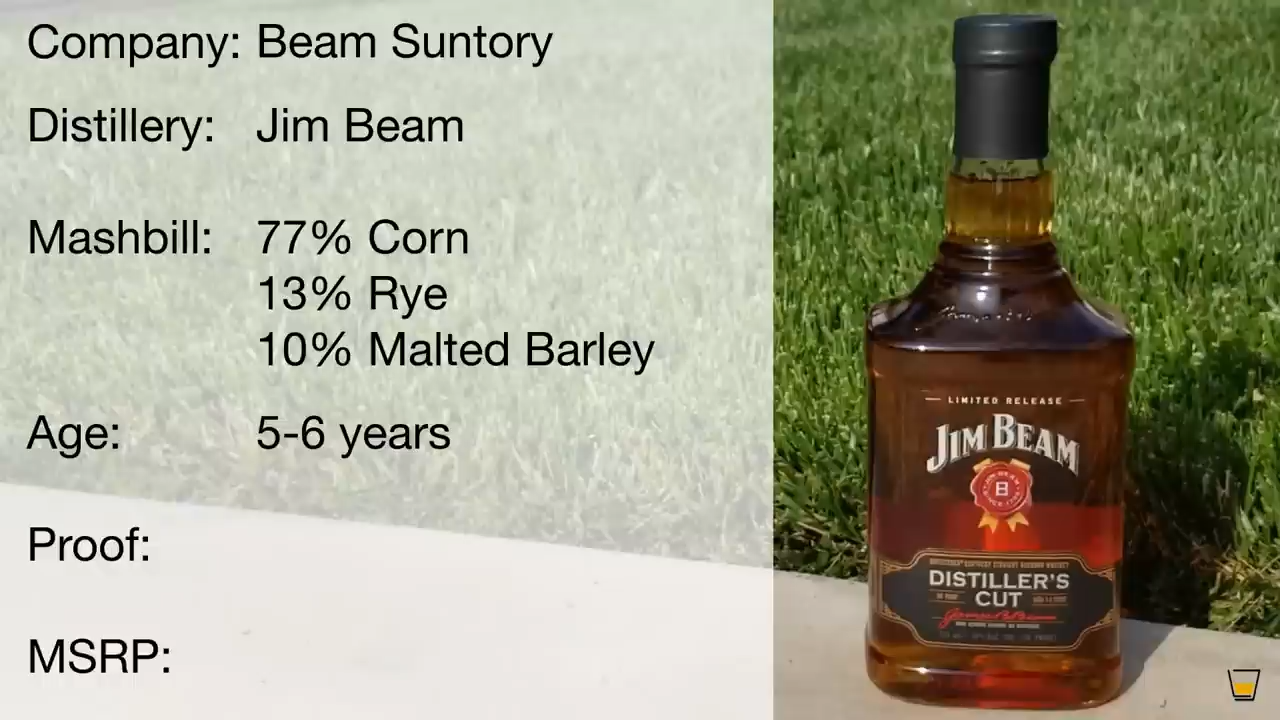 Company: Beam Suntory
Distillery: Jim Beam
Mashbill: 77% Corn
13% Rye
10% Malted Barley
Age: 5-6 years
Proof:
MSRP:
LIMITED RELEASE
JIM BEAM
B
DISTILLER'S
CUT